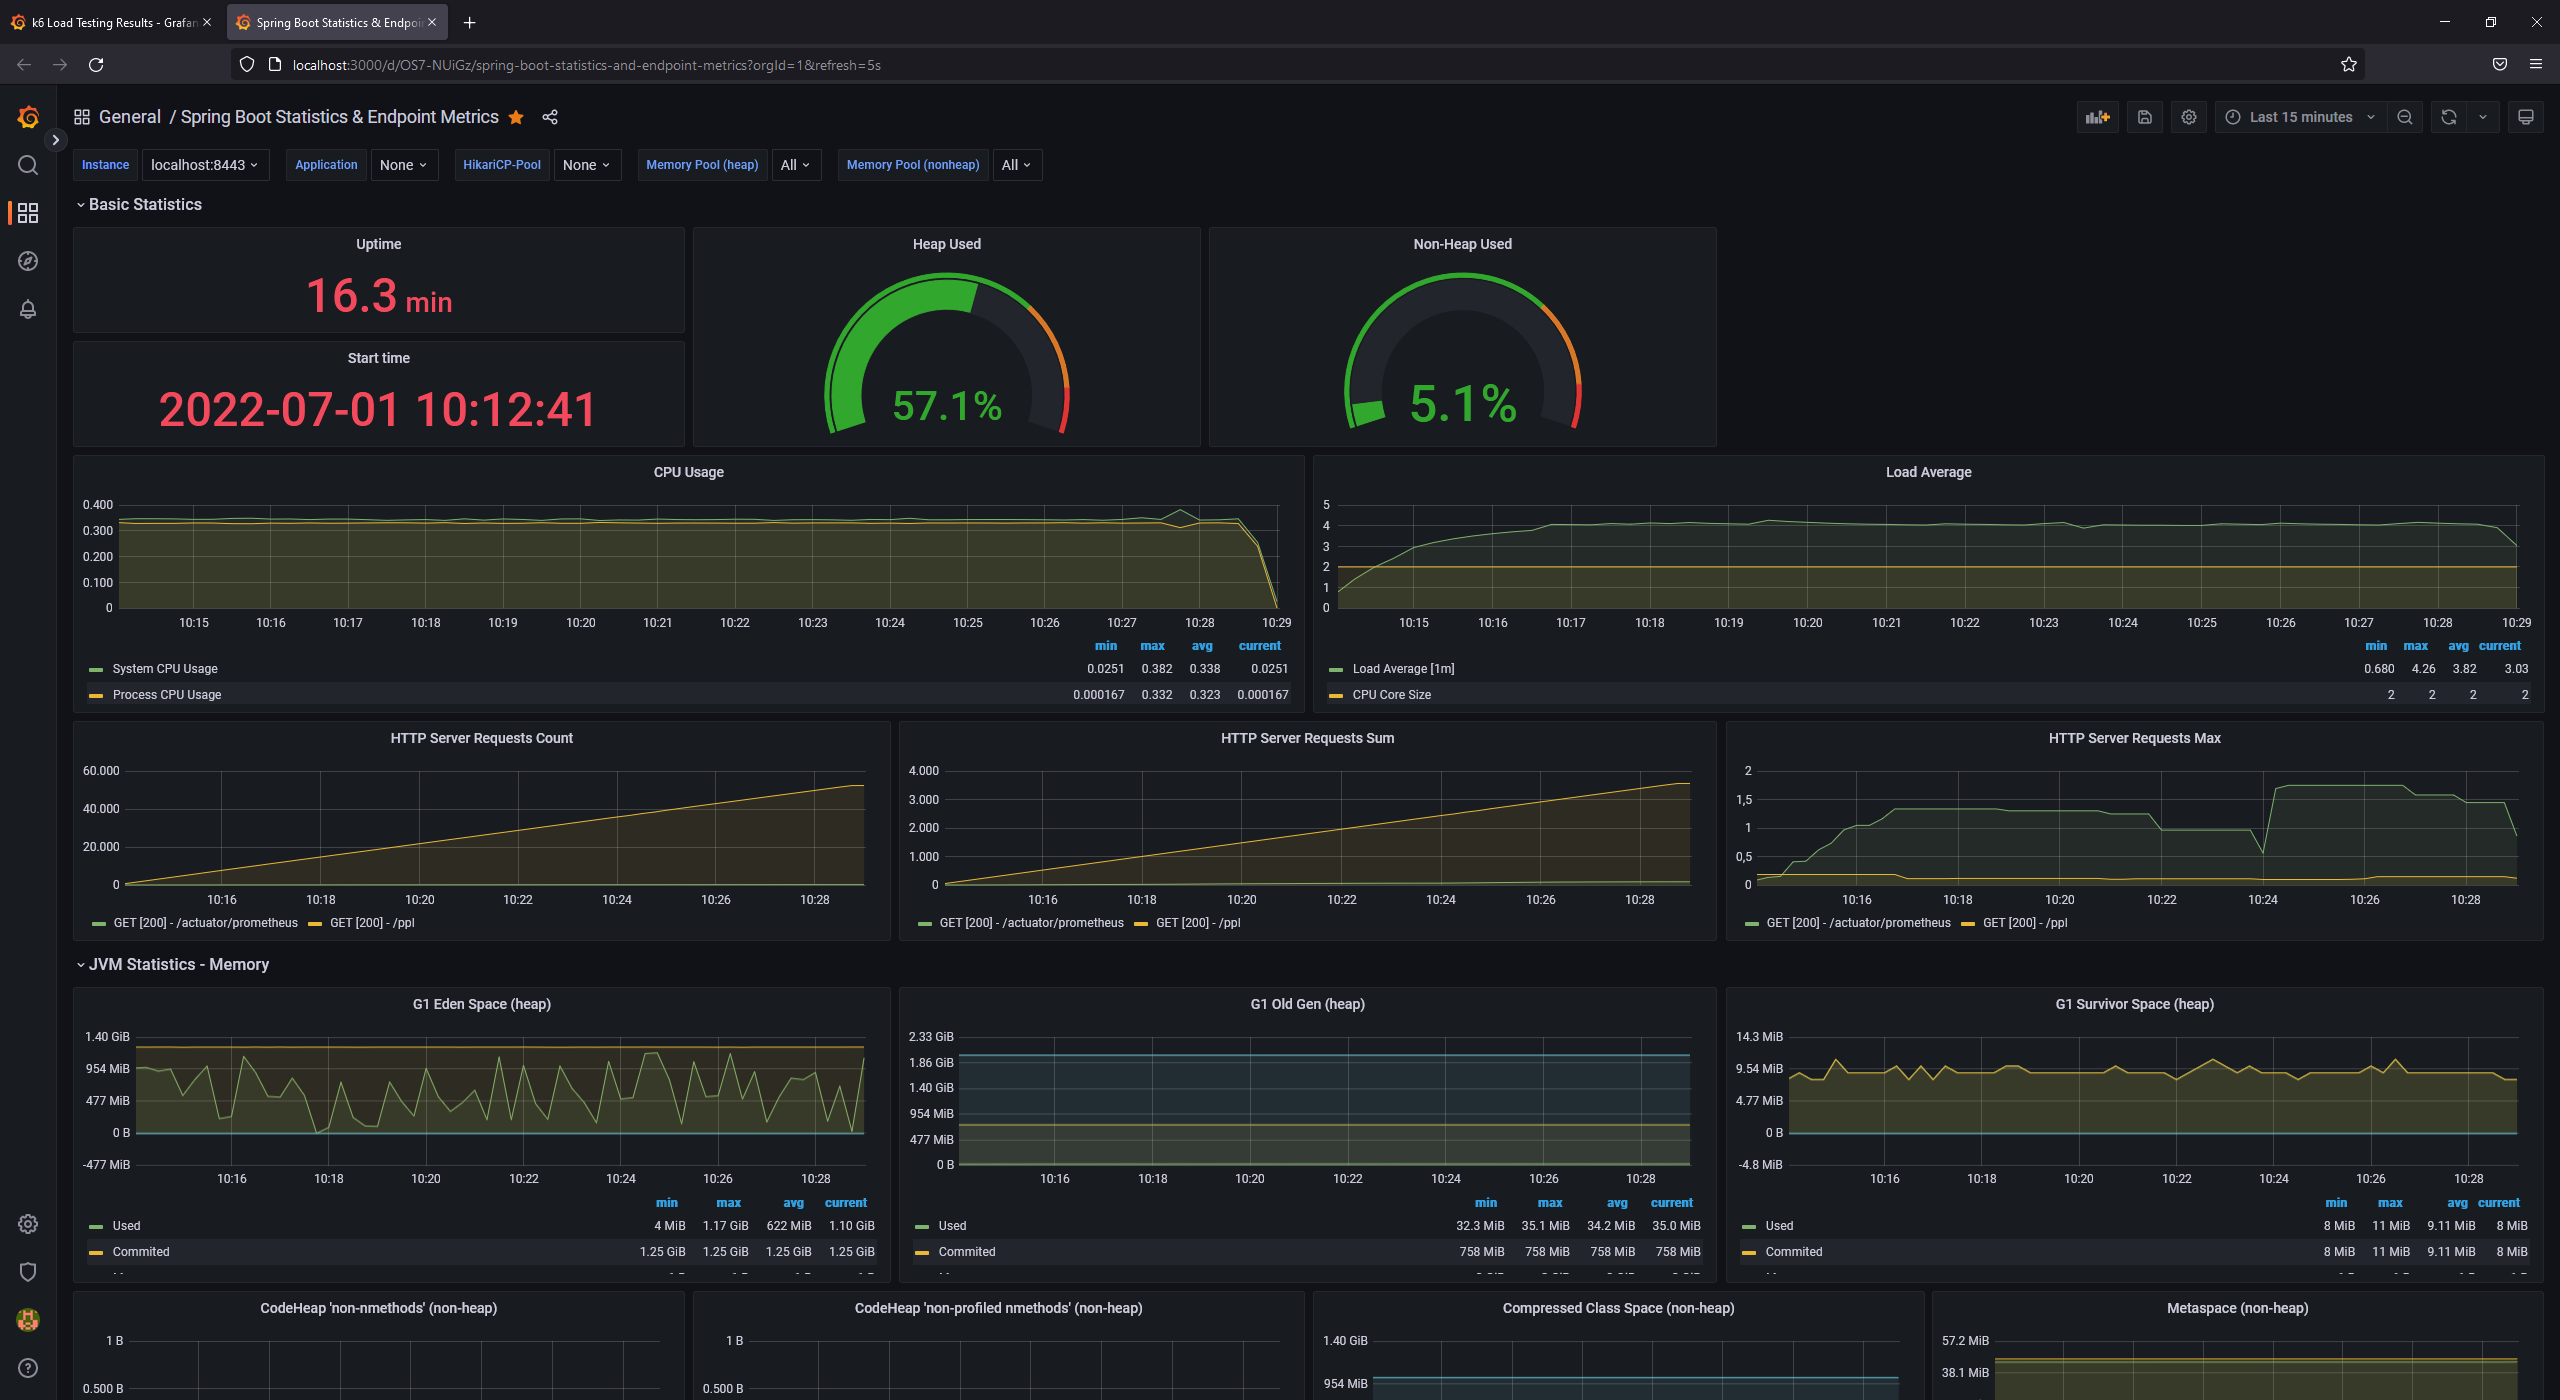 k6 Load Testing Results - Grafan
Spring Boot Statistics & Endpoin
localhost:3000/d/OS7-NUiGz/spring-boot-statistics-and-endpoint-metrics?orgId=1&refresh=5s
General / Spring Boot Statistics & Endpoint Metrics
Last 15 minutes
Instance localhost:8443 Application None HikariCP-Pool None Memory Pool (heap) All Memory Pool (nonheap) All
Basic Statistics
Uptime
16.3 min
Start time
2022-07-01 10:12:41
Heap Used
57.1%
Non-Heap Used
5.1%
CPU Usage
0.400
0.300
0.200
0.100
0
10:15 10:16 10:17 10:18 10:19 10:20 10:21 10:22 10:23 10:24 10:25 10:26 10:27 10:28 10:29
min max avg current
System CPU Usage 0.0251 0.382 0.338 0.0251
Process CPU Usage 0.000167 0.332 0.323 0.000167
Load Average
5
4
3
2
1
0
10:15 10:16 10:17 10:18 10:19 10:20 10:21 10:22 10:23 10:24 10:25 10:26 10:27 10:28 10:29
min max avg current
Load Average [1m] 0.680 4.26 3.82 3.03
CPU Core Size 2 2 2 2
HTTP Server Requests Count
60.000
40.000
20.000
0
10:16 10:18 10:20 10:22 10:24 10:26 10:28
GET [200] - /actuator/prometheus GET [200] - /ppl
HTTP Server Requests Sum
4.000
3.000
2.000
1.000
0
10:16 10:18 10:20 10:22 10:24 10:26 10:28
GET [200] - /actuator/prometheus GET [200] - /ppl
HTTP Server Requests Max
2
1,5
1
0,5
0
10:16 10:18 10:20 10:22 10:24 10:26 10:28
GET [200] - /actuator/prometheus GET [200] - /ppl
JVM Statistics - Memory
G1 Eden Space (heap)
1.40 GiB
954 MiB
477 MiB
0 B
-477 MiB
10:16 10:18 10:20 10:22 10:24 10:26 10:28
min max avg current
Used 4 MiB 1.17 GiB 622 MiB 1.10 GiB
Commited 1.25 GiB 1.25 GiB 1.25 GiB 1.25 GiB
G1 Old Gen (heap)
2.33 GiB
1.86 GiB
1.40 GiB
954 MiB
477 MiB
0 B
10:16 10:18 10:20 10:22 10:24 10:26 10:28
min max avg current
Used 32.3 MiB 35.1 MiB 34.2 MiB 35.0 MiB
Commited 758 MiB 758 MiB 758 MiB 758 MiB
G1 Survivor Space (heap)
14.3 MiB
9.54 MiB
4.77 MiB
0 B
-4.8 MiB
10:16 10:18 10:20 10:22 10:24 10:26 10:28
min max avg current
Used 8 MiB 11 MiB 9.11 MiB 8 MiB
Commited 8 MiB 11 MiB 9.11 MiB 8 MiB
CodeHeap 'non-nmethods' (non-heap)
1 B
0.500 B
CodeHeap 'non-profiled nmethods' (non-heap)
1 B
0.500 B
Compressed Class Space (non-heap)
1.40 GiB
954 MiB
Metaspace (non-heap)
57.2 MiB
38.1 MiB